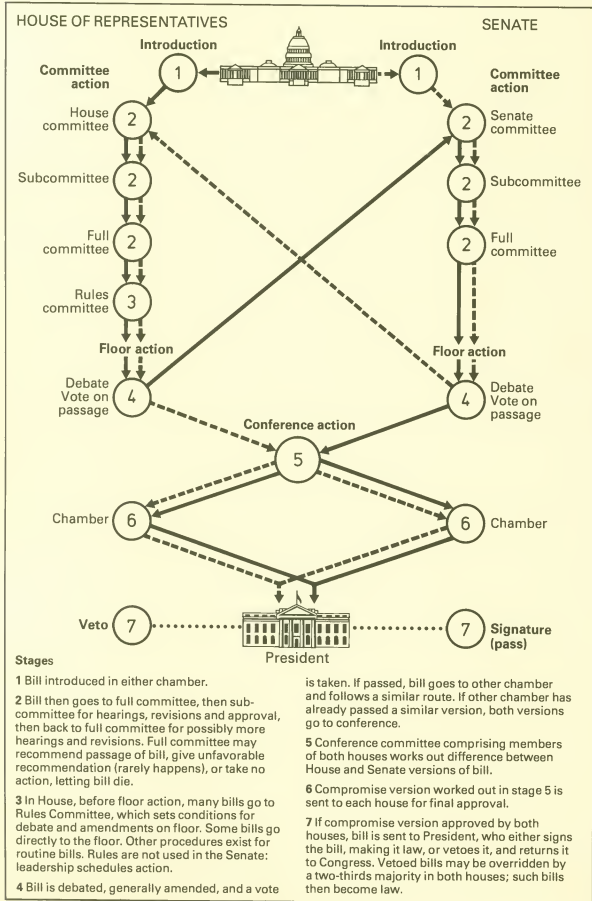 HOUSE OF REPRESENTATIVES
SENATE
Introduction
Introduction
Committee
action
1
1
Committee
action
House
committee
2
2
Senate
committee
Subcommittee
2
2
Subcommittee
Full
committee
2
2
Full
committee
Rules
committee
3
Floor action
Floor action
Debate
Vote on
passage
4
4
Debate
Vote on
passage
Conference action
5
Chamber
6
6
Chamber
Veto
7
7
Signature
(pass)
President
Stages
1 Bill introduced in either chamber.
2 Bill then goes to full committee, then sub-
committee for hearings, revisions and approval,
then back to full committee for possibly more
hearings and revisions. Full committee may
recommend passage of bill, give unfavorable
recommendation (rarely happens), or take no
action, letting bill die.
3 In House, before floor action, many bills go to
Rules Committee, which sets conditions for
debate and amendments on floor. Some bills go
directly to the floor. Other procedures exist for
routine bills. Rules are not used in the Senate:
leadership schedules action.
4 Bill is debated, generally amended, and a vote
is taken. If passed, bill goes to other chamber
and follows a similar route. If other chamber has
already passed a similar version, both versions
go to conference.
5 Conference committee comprising members
of both houses works out difference between
House and Senate versions of bill.
6 Compromise version worked out in stage 5 is
sent to each house for final approval.
7 If compromise version approved by both
houses, bill is sent to President, who either signs
the bill, making it law, or vetoes it, and returns it
to Congress. Vetoed bills may be overridden by
a two-thirds majority in both houses; such bills
then become law.